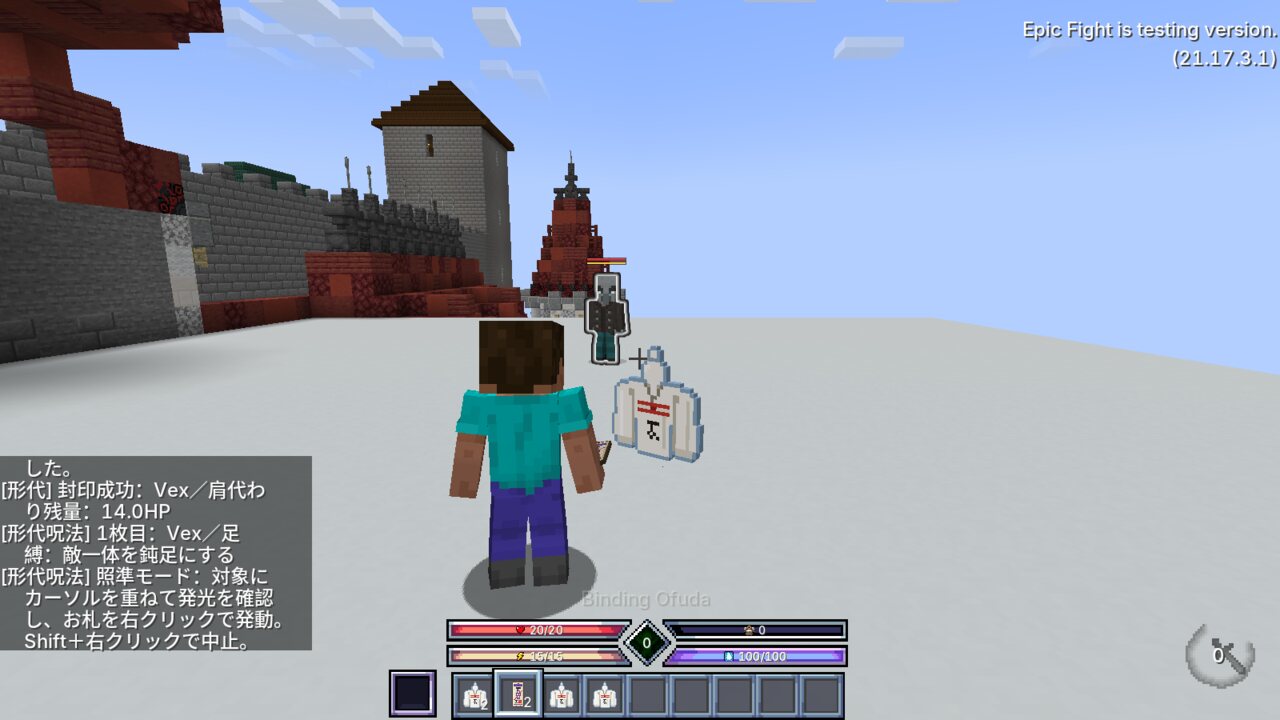 Epic Fight is testing version.
(21.17.3.1)
した。
[形代] 封印成功：Vex／肩代わ
り残量：14.0HP
[形代呪法] 1枚目：Vex／足
縛：敵一体を鈍足にする
[形代呪法] 照準モード：対象に
カーソルを重ねて発光を確認
し、お札を右クリックで発動。
Shift＋右クリックで中止。
Binding Ofuda
20/20
0
0
15/15
100/100
2
2
0